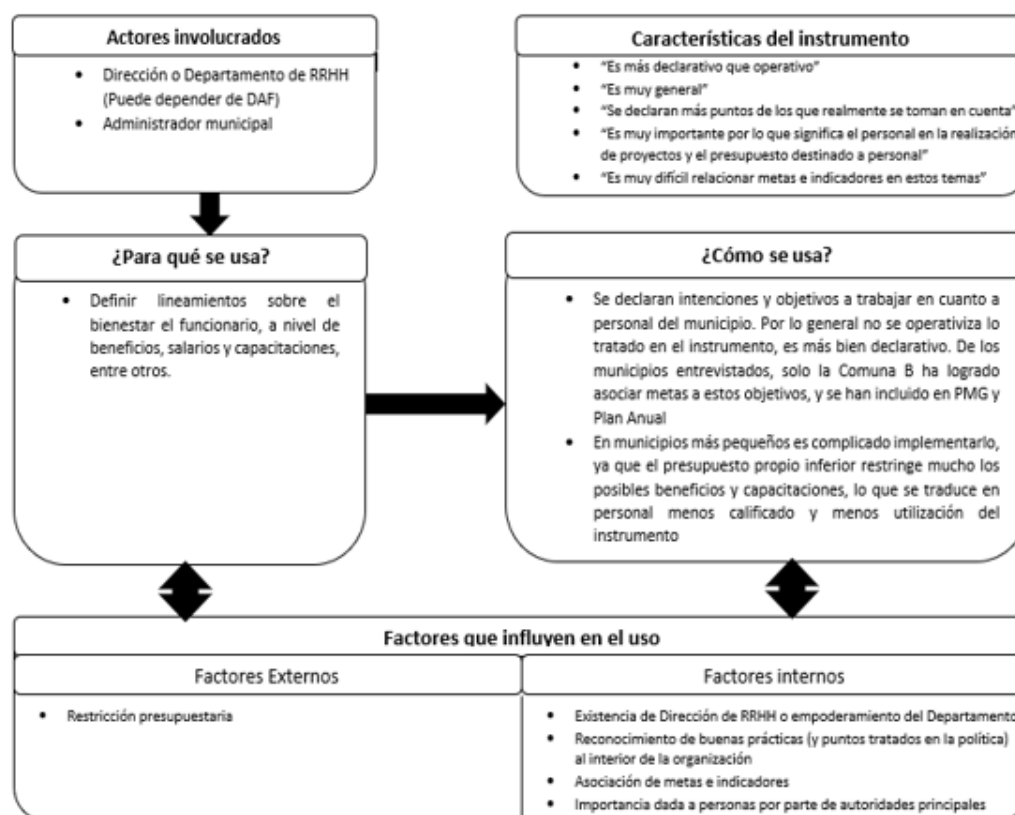 Actores involucrados
• Dirección o Departamento de RRHH
(Puede depender de DAF)
• Administrador municipal
Características del instrumento
• "Es más declarativo que operativo"
• "Es muy general"
• "Se declaran más puntos de los que realmente se toman en cuenta"
• "Es muy importante por lo que significa el personal en la realización
de proyectos y el presupuesto destinado a personal"
• "Es muy difícil relacionar metas e indicadores en estos temas"
¿Para qué se usa?
• Definir lineamientos sobre el
bienestar el funcionario, a nivel de
beneficios, salarios y capacitaciones,
entre otros.
¿Cómo se usa?
• Se declaran intenciones y objetivos a trabajar en cuanto a
personal del municipio. Por lo general no se operativiza lo
tratado en el instrumento, es más bien declarativo. De los
municipios entrevistados, solo la Comuna B ha logrado
asociar metas a estos objetivos, y se han incluido en PMG y
Plan Anual
• En municipios más pequeños es complicado implementarlo,
ya que el presupuesto propio inferior restringe mucho los
posibles beneficios y capacitaciones, lo que se traduce en
personal menos calificado y menos utilización del
instrumento
Factores que influyen en el uso
Factores Externos
• Restricción presupuestaria
Factores internos
• Existencia de Dirección de RRHH o empoderamiento del Departamento
• Reconocimiento de buenas prácticas (y puntos tratados en la política)
al interior de la organización
• Asociación de metas e indicadores
• Importancia dada a personas por parte de autoridades principales